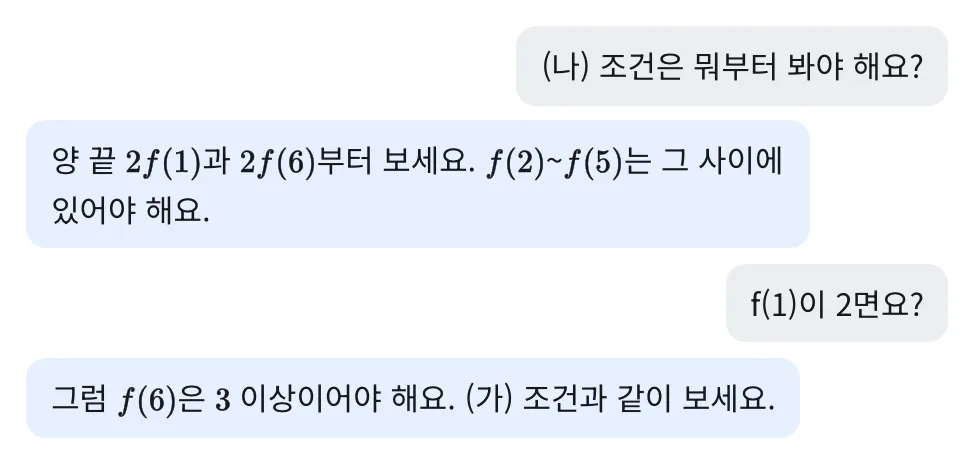 (나) 조건은 뭐부터 봐야 해요?
양 끝 2f(1)과 2f(6)부터 보세요. f(2)~f(5)는 그 사이에
있어야 해요.
f(1)이 2면요?
그럼 f(6)은 3 이상이어야 해요. (가) 조건과 같이 보세요.